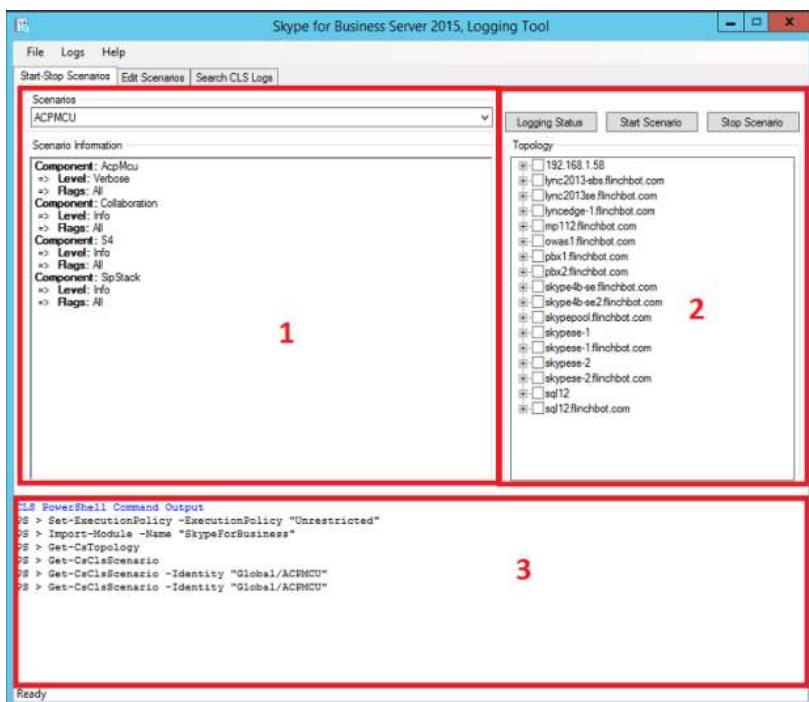 Skype for Business Server 2015, Logging Tool
File Logs Help
Start-Stop Scenarios Edit Scenarios Search CLS Logs
Scenarios
ACPMCU
Scenario Information
Component: AcpMcu
=> Level: Verbose
=> Flags: All
Component: Collaboration
=> Level: Info
=> Flags: All
Component: S4
=> Level: Info
=> Flags: All
Component: SipStack
=> Level: Info
=> Flags: All
1
Logging Status Start Scenario Stop Scenario
Topology
192.168.1.58
lync2013-sbs.flinchbot.com
lync2013se.flinchbot.com
lyncedge-1.flinchbot.com
mp112.flinchbot.com
owas1.flinchbot.com
pbx1.flinchbot.com
pbx2.flinchbot.com
skype4b-se.flinchbot.com
skype4b-se2.flinchbot.com
skypepool.flinchbot.com
skypese-1
skypese-1.flinchbot.com
skypese-2
skypese-2.flinchbot.com
sql12
sql12.flinchbot.com
2
CLS PowerShell Command Output
PS > Set-ExecutionPolicy -ExecutionPolicy "Unrestricted"
PS > Import-Module -Name "SkypeForBusiness"
PS > Get-CsTopology
PS > Get-CsClsScenario
PS > Get-CsClsScenario -Identity "Global/ACPMCU"
PS > Get-CsClsScenario -Identity "Global/ACPMCU"
3
Ready